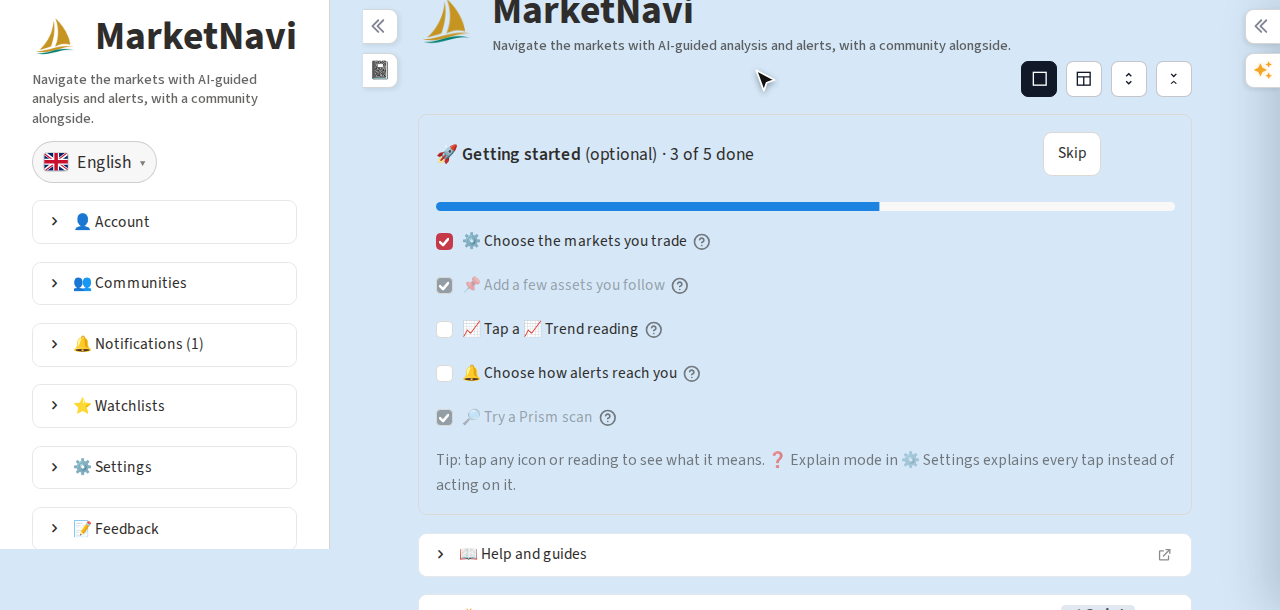 MarketNavi
Navigate the markets with AI-guided
analysis and alerts, with a community
alongside.
English
Account
Communities
Notifications (1)
Watchlists
Settings
Feedback
MarketNavi
Navigate the markets with AI-guided analysis and alerts, with a community alongside.
🚀 Getting started (optional) · 3 of 5 done
Skip
⚙️ Choose the markets you trade
📌 Add a few assets you follow
📈 Tap a 📈 Trend reading
🔔 Choose how alerts reach you
🔎 Try a Prism scan
Tip: tap any icon or reading to see what it means. ❓ Explain mode in ⚙️ Settings explains every tap instead of
acting on it.
📖 Help and guides